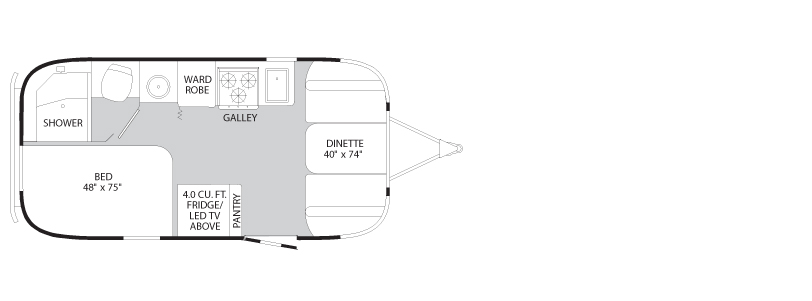 WARD
ROBE
SHOWER
GALLEY
DINETTE
40" x 74"
BED
48" x 75"
4.0 CU. FT.
FRIDGE/
LED TV
ABOVE
PANTRY